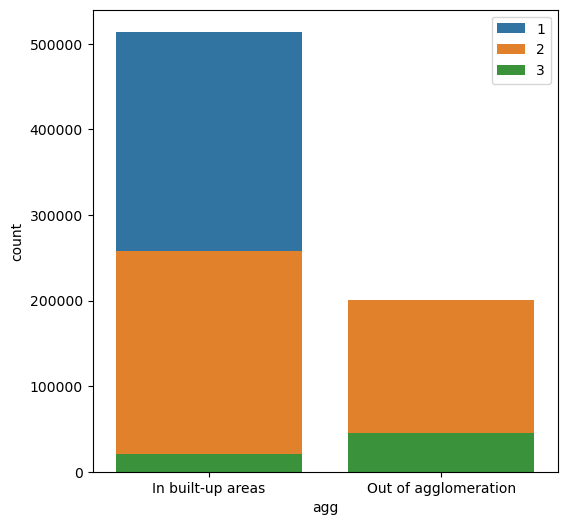 500000
400000
300000
200000
100000
0
count
In built-up areas
Out of agglomeration
agg
1
2
3